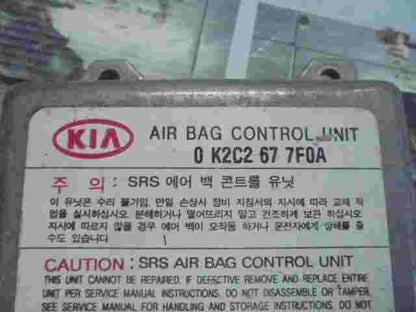 KIA
AIR BAG CONTROL UNIT
0 K2C2 67 7F0A
주 의 : SRS 에어 백 콘트롤 유닛
이 유닛은 수리 불가임, 만일 손상시 정비 지침서의 지시에 따라 교체 작
업을 실시하십시오. 분해하거나 떨어뜨리지 말고 건조하게 보관 하십시오.
지시에 따르지 않을 경우 에어 백이 오작동 하거나 운전자에게 상해를 줄
수도 있습니다
CAUTION : SRS AIR BAG CONTROL UNIT
THIS UNIT CANNOT BE REPAIRED. IF DEFECTIVE REMOVE AND REPLACE ENTIRE
UNIT PER SERVICE MANUAL INSTRUCTIONS. DO NOT DISASSEMBLE OR TAMPER.
SEE SERVICE MANUAL FOR HANDLING AND STORAGE INSTRUCTIONS. DO NOT